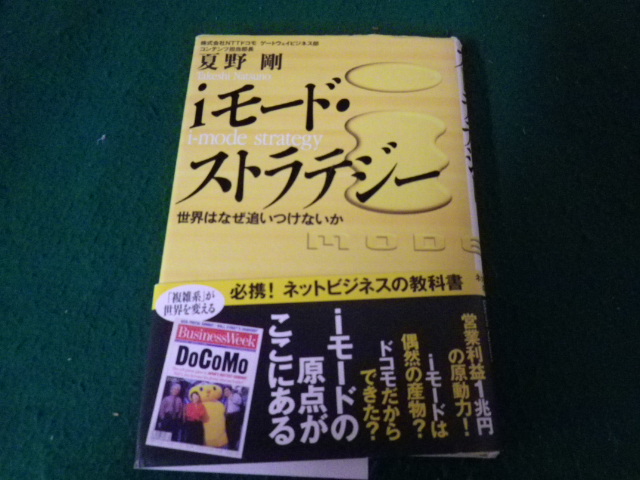 株式会社NTTドコモ ゲートウェイビジネス部
コンテンツ担当部長
夏野 剛
Takeshi Natsuno
iモード・
i-mode strategy
ストラテジー
世界はなぜ追いつけないか
MODE
必携！ネットビジネスの教科書
「複雑系」が
世界を変える
BusinessWeek
DoCoMo
営業利益1兆円
の原動力！
iモードは
偶然の産物？
ドコモだから
できた？
iモードの
原点が
ここにある